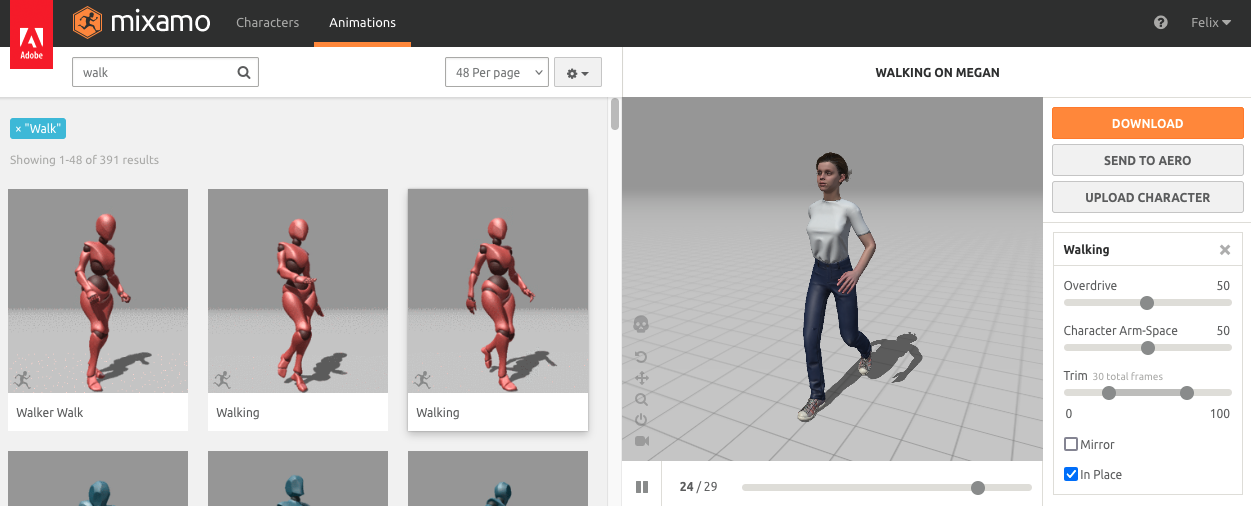 Adobe
mixamo
Characters
Animations
Felix
walk
48 Per page
WALKING ON MEGAN
× "Walk"
Showing 1-48 of 391 results
Walker Walk
Walking
Walking
24 / 29
DOWNLOAD
SEND TO AERO
UPLOAD CHARACTER
Walking
Overdrive 50
Character Arm-Space 50
Trim 30 total frames
0 100
Mirror
In Place